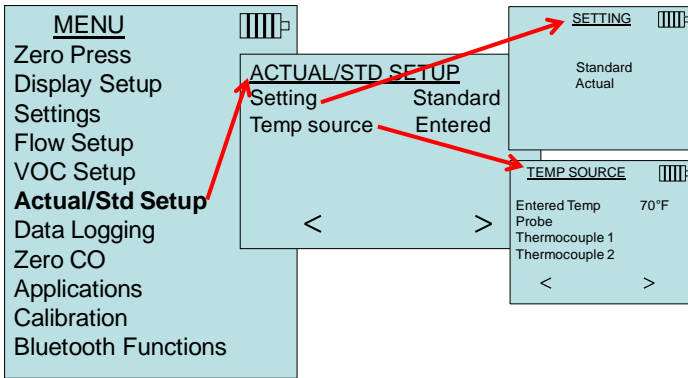 MENU
Zero Press
Display Setup
Settings
Flow Setup
VOC Setup
Actual/Std Setup
Data Logging
Zero CO
Applications
Calibration
Bluetooth Functions
ACTUAL/STD SETUP
Setting Standard
Temp source Entered
< >
SETTING
Standard
Actual
TEMP SOURCE
Entered Temp 70°F
Probe
Thermocouple 1
Thermocouple 2
< >